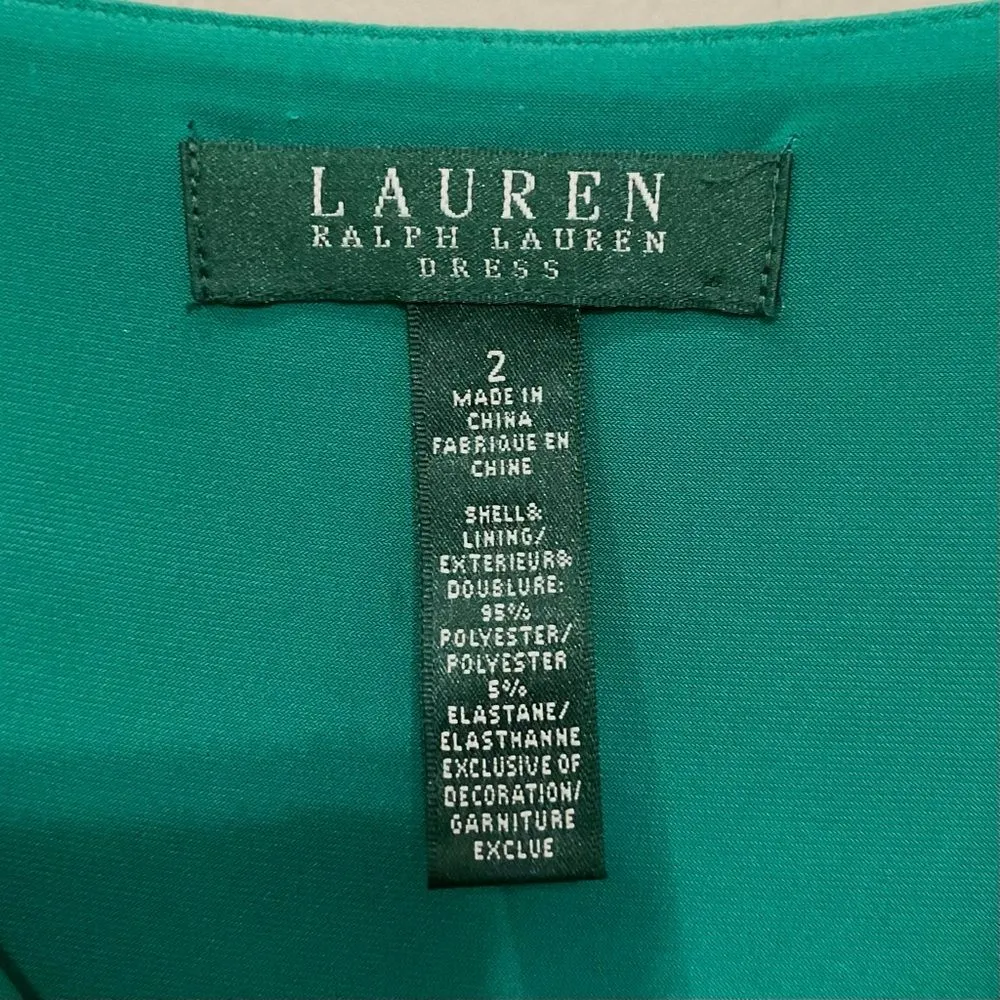 LAUREN
RALPH LAUREN
DRESS
2
MADE IN
CHINA
FABRIQUE EN
CHINE
SHELL&
LINING/
EXTERIEUR&
DOUBLURE:
95%
POLYESTER/
POLYESTER
5%
ELASTANE/
ELASTHANNE
EXCLUSIVE OF
DECORATION/
GARNITURE
EXCLUE